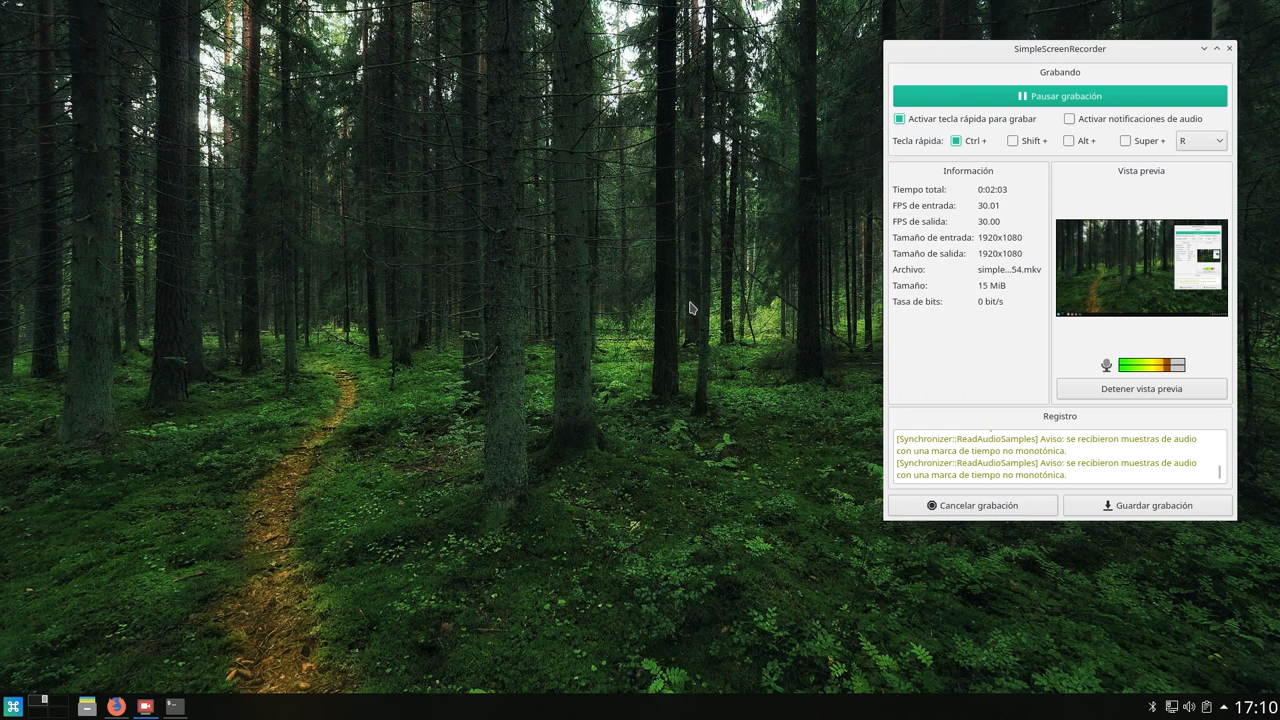 SimpleScreenRecorder
Grabando
Pausar grabación
Activar tecla rápida para grabar
Activar notificaciones de audio
Tecla rápida: Ctrl + Shift + Alt + Super + R
Información
Tiempo total: 0:02:03
FPS de entrada: 30.01
FPS de salida: 30.00
Tamaño de entrada: 1920x1080
Tamaño de salida: 1920x1080
Archivo: simple...54.mkv
Tamaño: 15 MiB
Tasa de bits: 0 bit/s
Vista previa
Detener vista previa
Registro
[Synchronizer::ReadAudioSamples] Aviso: se recibieron muestras de audio
con una marca de tiempo no monotónica.
[Synchronizer::ReadAudioSamples] Aviso: se recibieron muestras de audio
con una marca de tiempo no monotónica.
Cancelar grabación
Guardar grabación
17:10